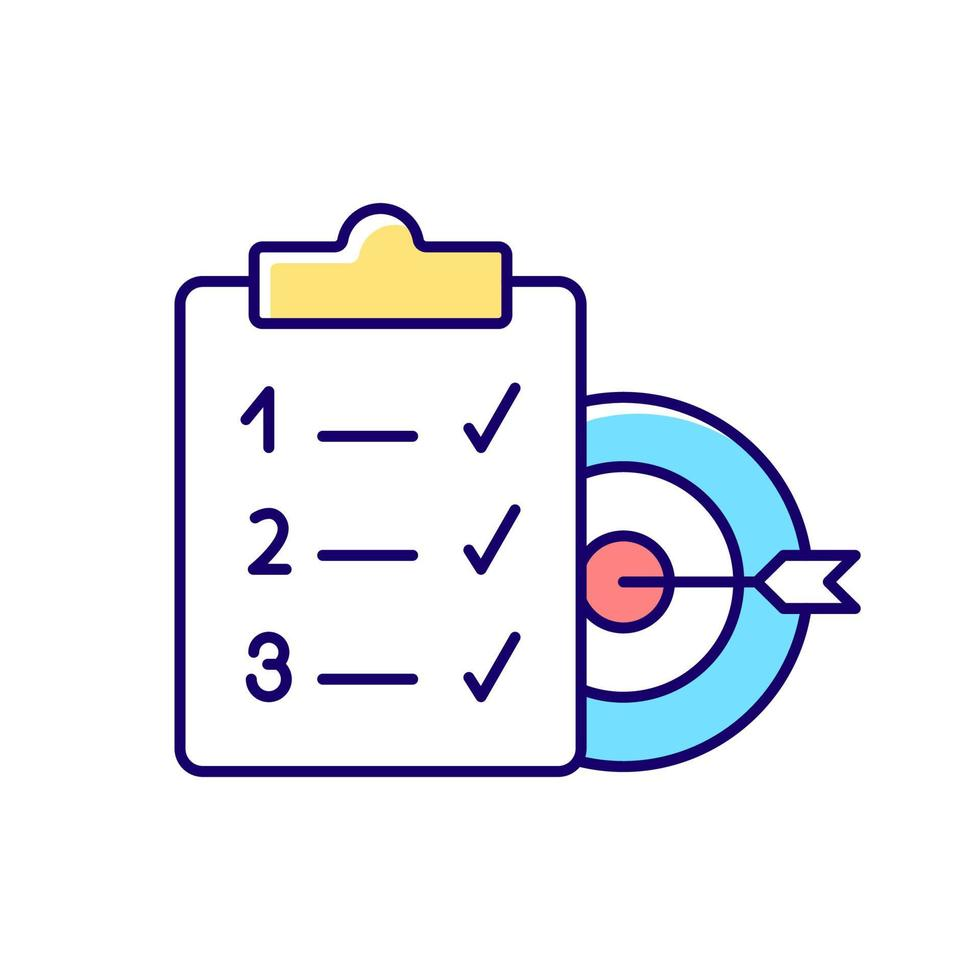 1 — ✓
2 — ✓
3 — ✓